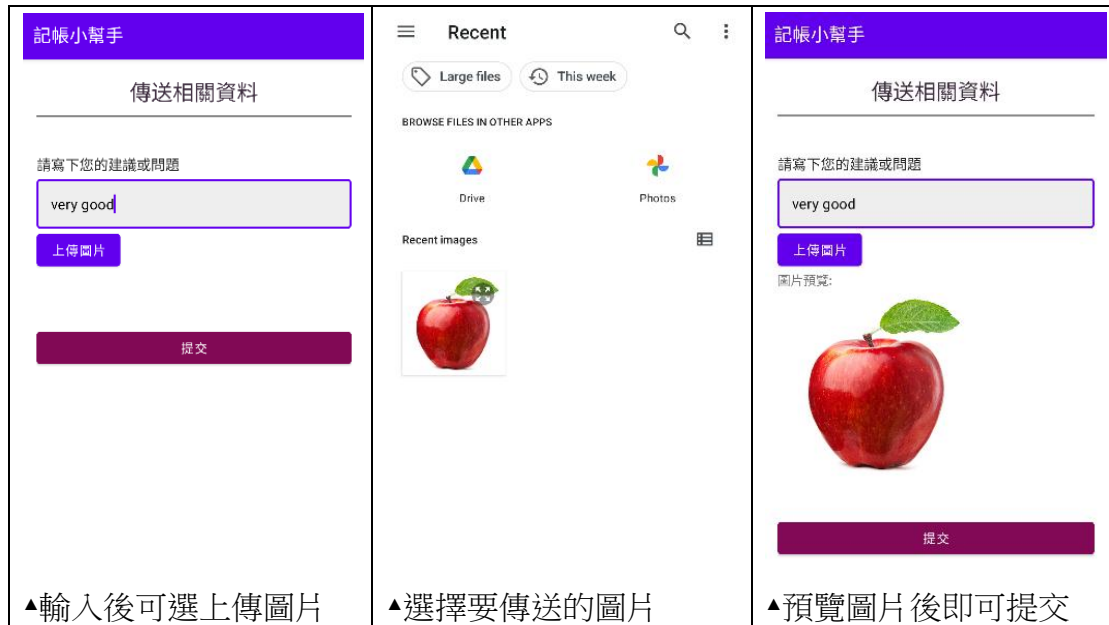 記帳小幫手
傳送相關資料
請寫下您的建議或問題
very good
上傳圖片
提交
▲輸入後可選上傳圖片
Recent
Large files
This week
BROWSE FILES IN OTHER APPS
Drive
Photos
Recent images
▲選擇要傳送的圖片
記帳小幫手
傳送相關資料
請寫下您的建議或問題
very good
上傳圖片
圖片預覽:
提交
▲預覽圖片後即可提交